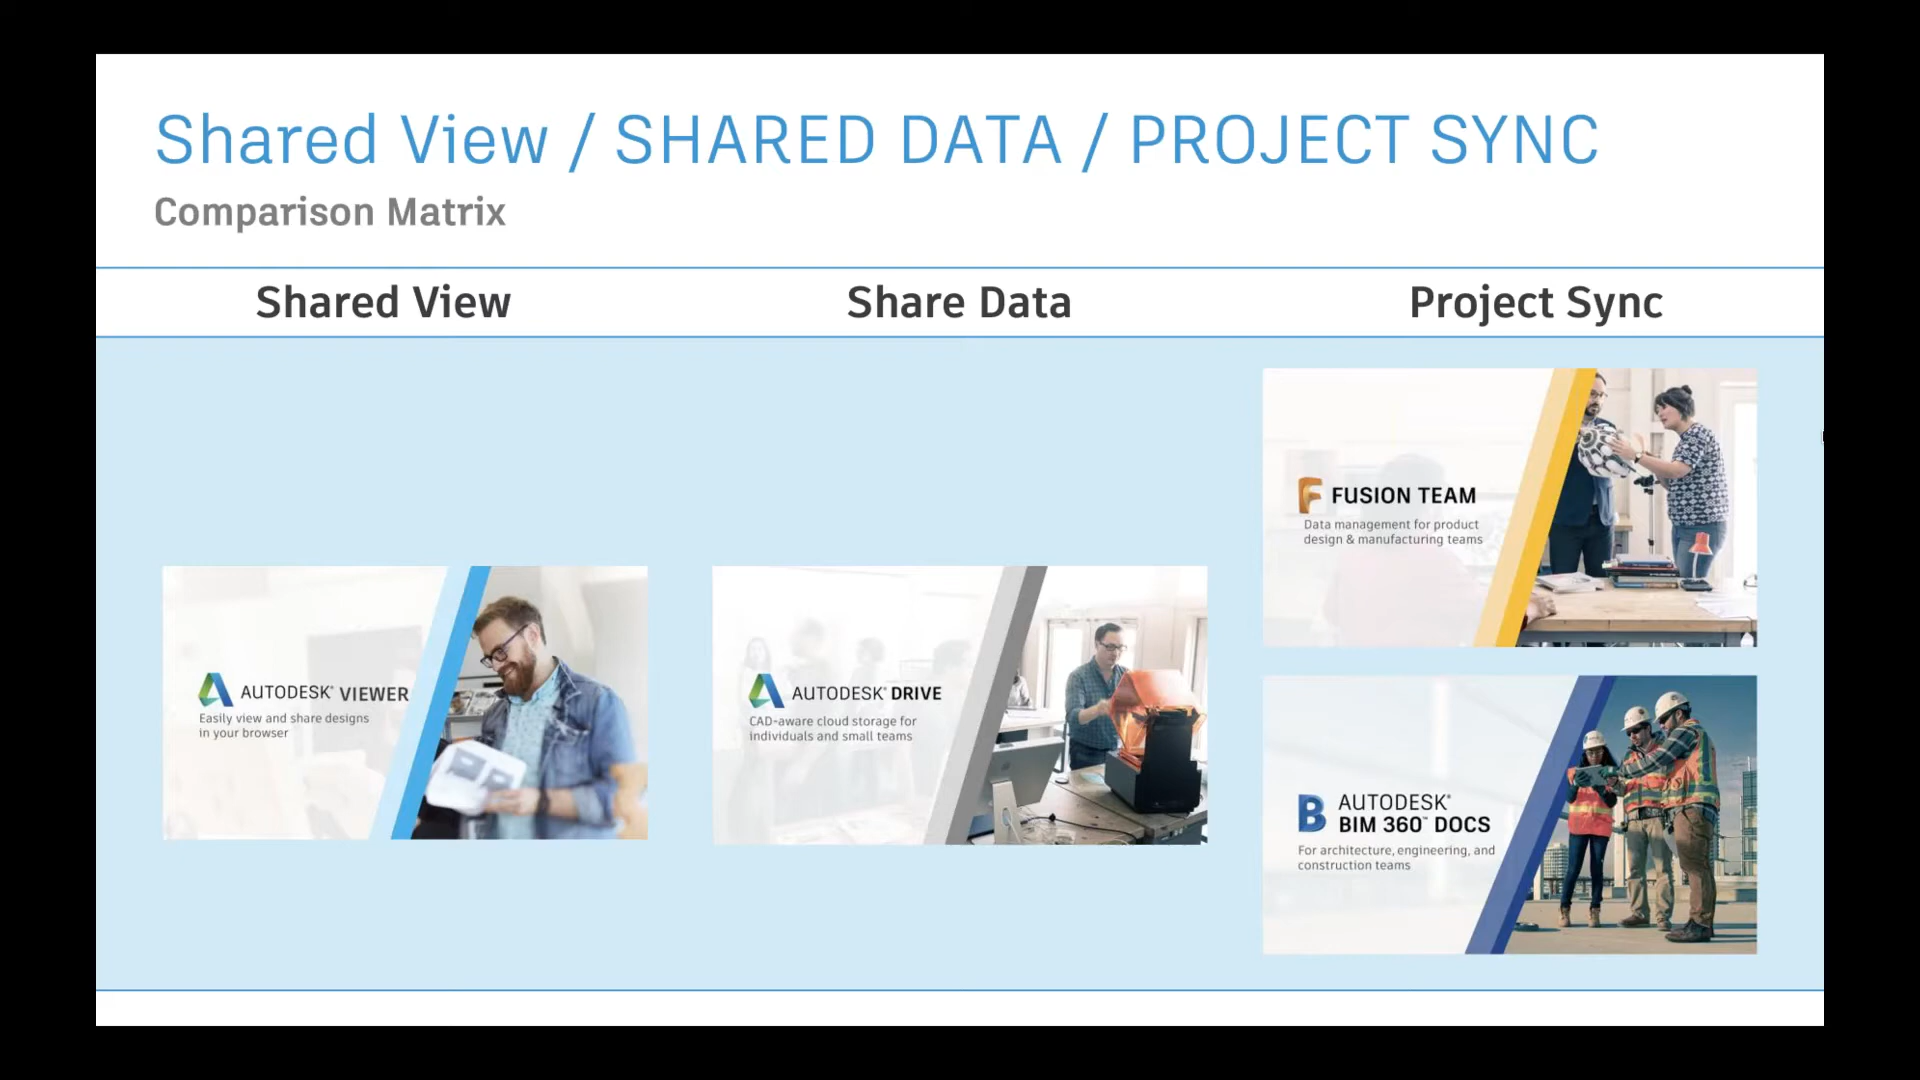 Shared View / SHARED DATA / PROJECT SYNC
Comparison Matrix
Shared View
Share Data
Project Sync
AUTODESK® VIEWER
Easily view and share designs
in your browser
AUTODESK® DRIVE
CAD-aware cloud storage for
individuals and small teams
FUSION TEAM
Data management for product
design & manufacturing teams
AUTODESK®
BIM 360™ DOCS
For architecture, engineering, and
construction teams